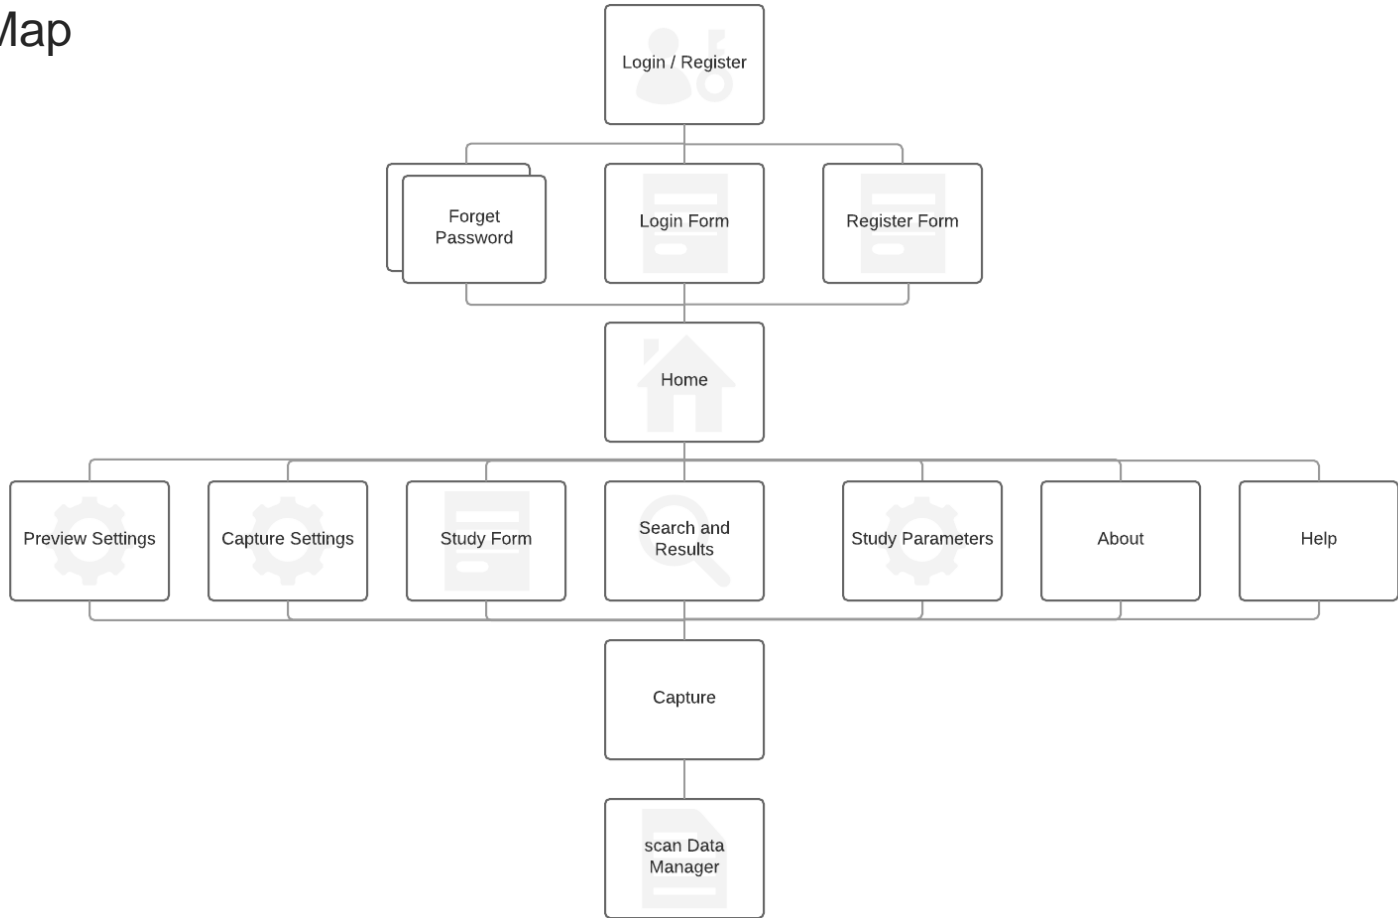 Map
Login / Register
Forget
Password
Login Form
Register Form
Home
Preview Settings
Capture Settings
Study Form
Search and
Results
Study Parameters
About
Help
Capture
scan Data
Manager